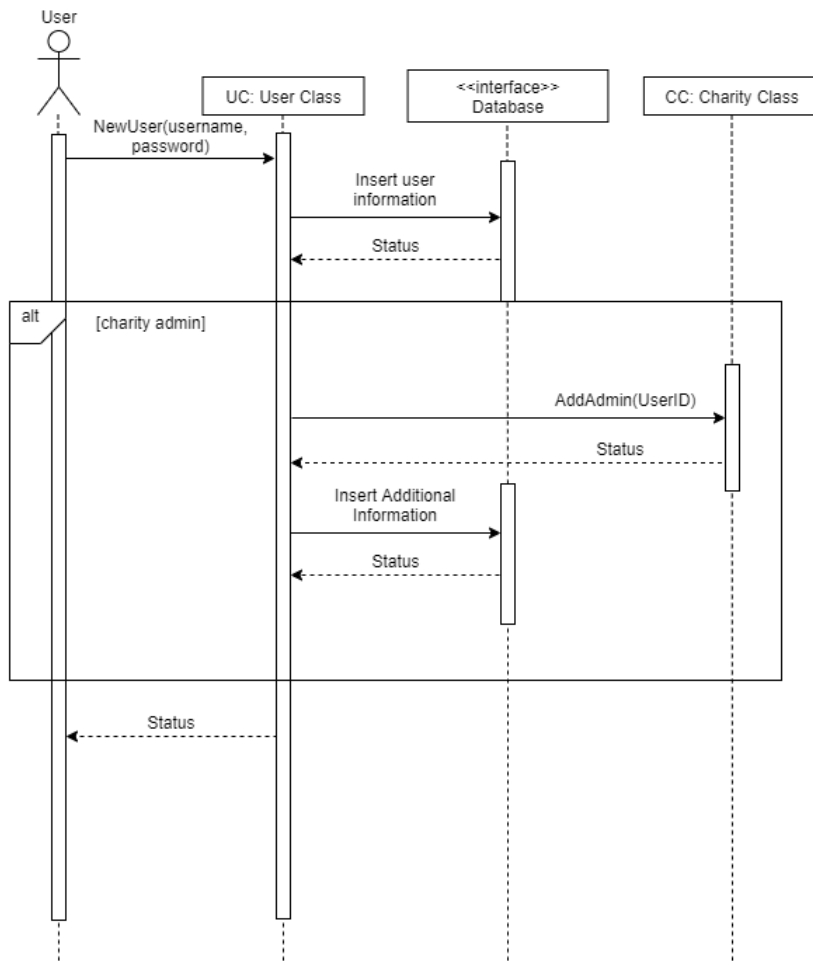 User
UC: User Class
<<interface>>
Database
CC: Charity Class
NewUser(username,
password)
Insert user
information
Status
alt
[charity admin]
AddAdmin(UserID)
Status
Insert Additional
Information
Status
Status